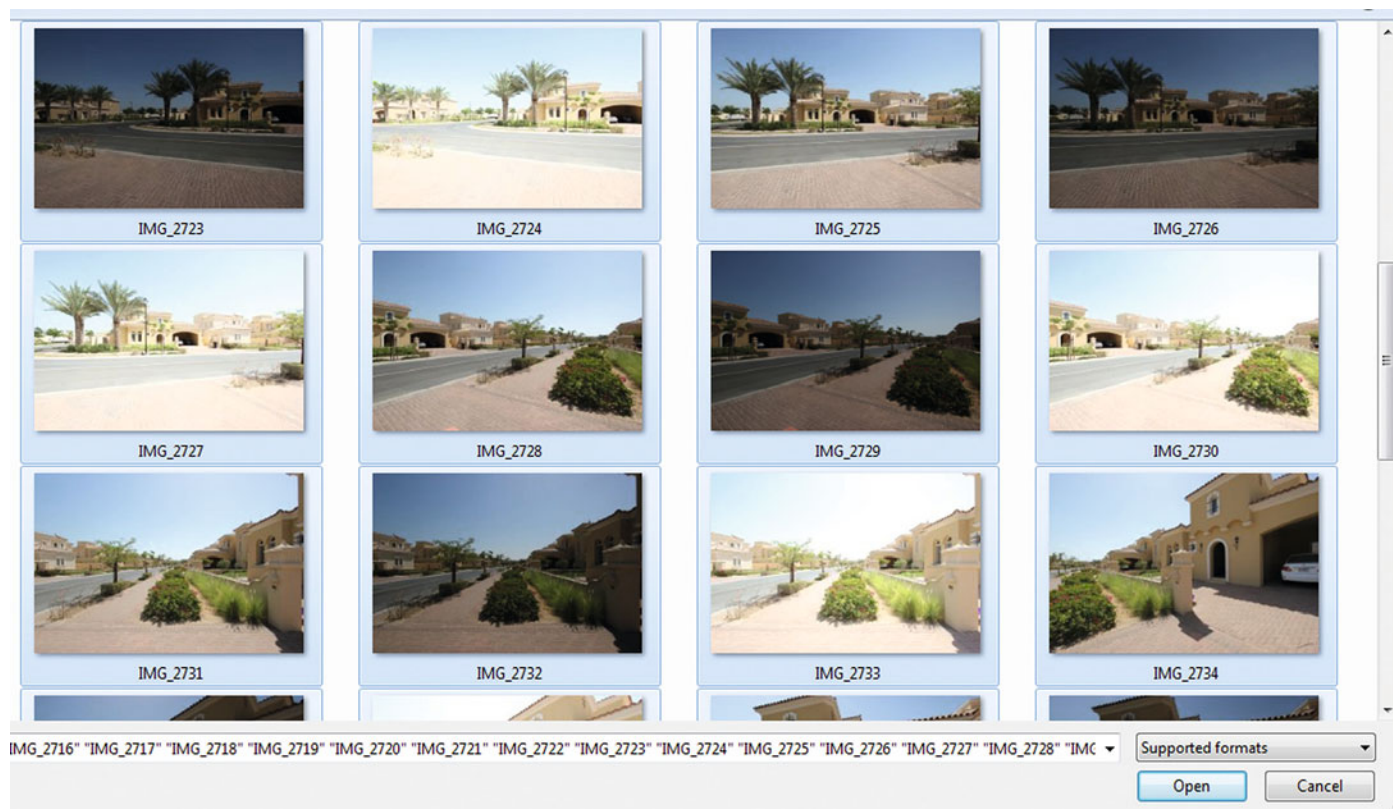 IMG_2723 IMG_2724 IMG_2725 IMG_2726
IMG_2727 IMG_2728 IMG_2729 IMG_2730
IMG_2731 IMG_2732 IMG_2733 IMG_2734
IMG_2716" "IMG_2717" "IMG_2718" "IMG_2719" "IMG_2720" "IMG_2721" "IMG_2722" "IMG_2723" "IMG_2724" "IMG_2725" "IMG_2726" "IMG_2727" "IMG_2728" "IMG Supported formats
Open Cancel